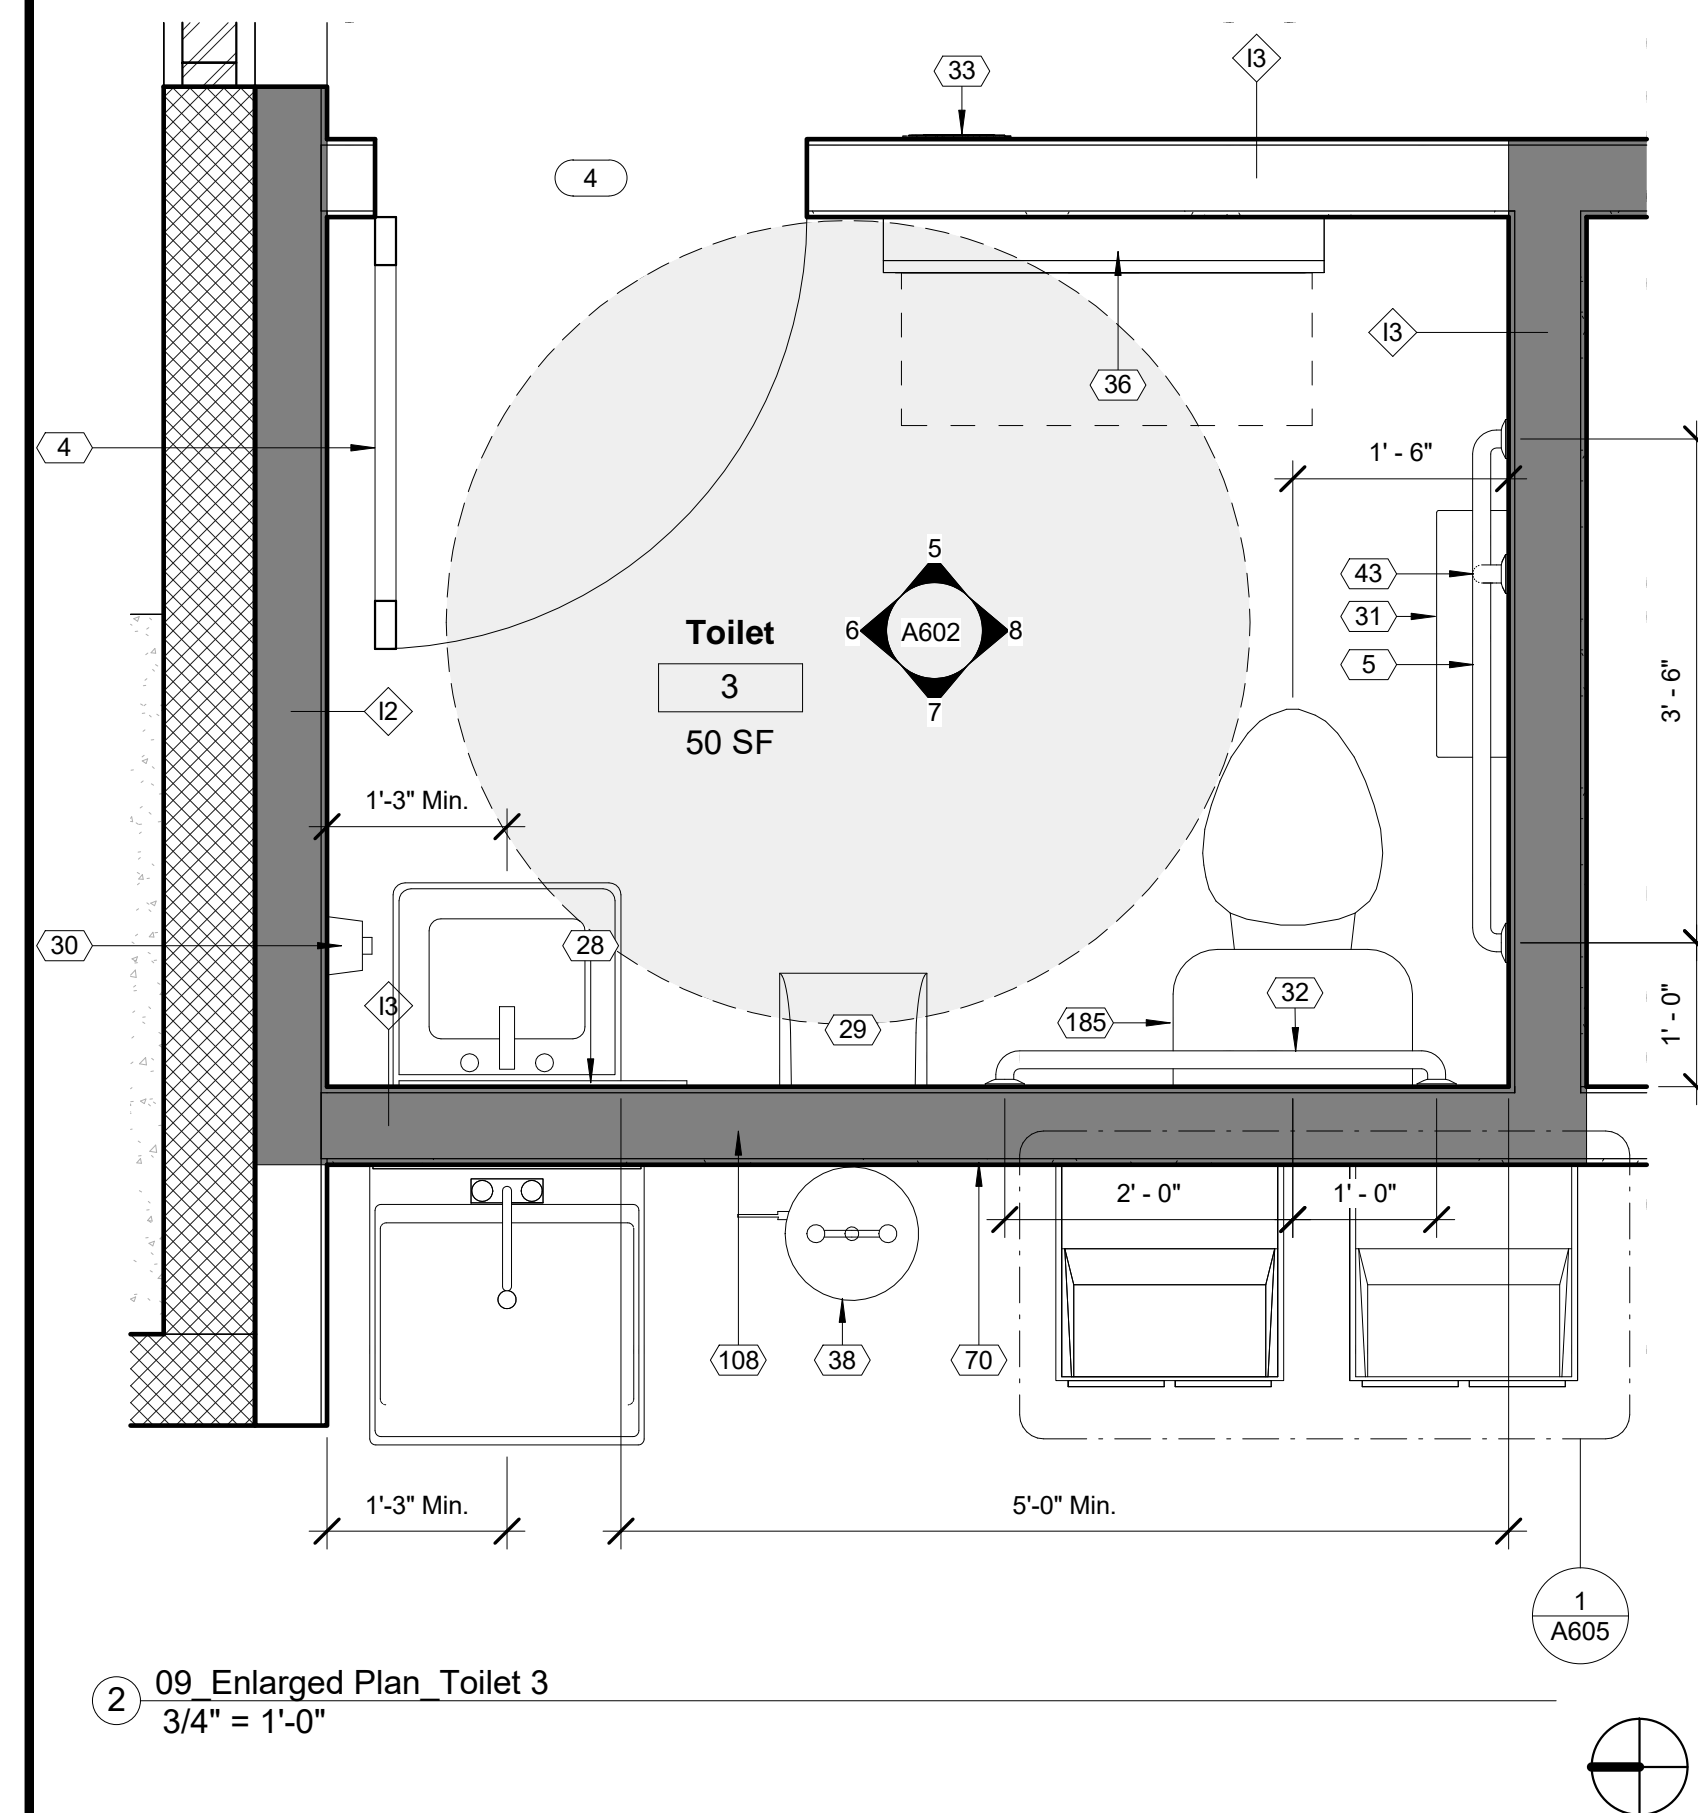 33
I3
4
I3
36
1' - 6"
4
43
5
31
Toilet
6
A602
8
5
3' - 6"
3
7
I2
50 SF
1'-3" Min.
30
28
I3
29
185
32
1' - 0"
2' - 0"
1' - 0"
108
38
70
1'-3" Min.
5'-0" Min.
1
A605
2
09_Enlarged Plan_Toilet 3
3/4" = 1'-0"